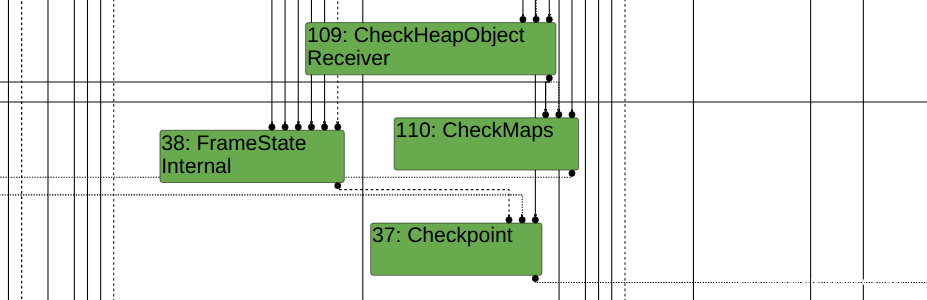 109: CheckHeapObject
Receiver
38: FrameState
Internal
110: CheckMaps
37: Checkpoint